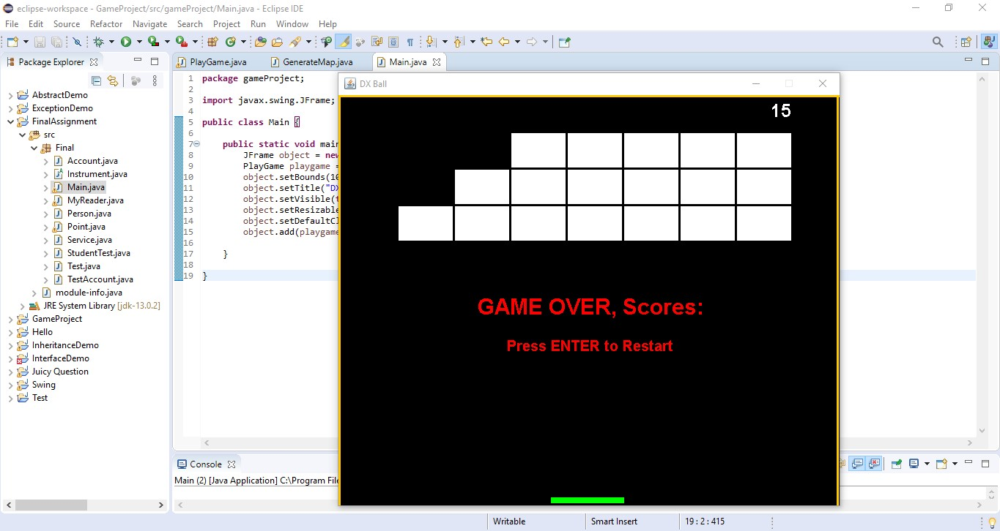 eclipse-workspace - GameProject/src/gameProject/Main.java - Eclipse IDE
File Edit Source Refactor Navigate Search Project Run Window Help
Package Explorer
PlayGame.java GenerateMap.java Main.java
AbstractDemo
ExceptionDemo
FinalAssignment
src
Final
Account.java
Instrument.java
Main.java
MyReader.java
Person.java
Point.java
Service.java
StudentTest.java
Test.java
TestAccount.java
module-info.java
JRE System Library [jdk-13.0.2]
GameProject
Hello
InheritanceDemo
InterfaceDemo
Juicy Question
Swing
Test
1 package gameProject;
2
3 import javax.swing.JFrame;
4
5 public class Main {
6
7 public static void main
8 JFrame object = new
9 PlayGame playgame =
10 object.setBounds(10
11 object.setTitle("DX
12 object.setVisible(
13 object.setResizable
14 object.setDefaultCl
15 object.add(playgame
16
17 }
18
19 }
DX Ball
15
GAME OVER, Scores:
Press ENTER to Restart
Console
Main (2) [Java Application] C:\Program File
Writable Smart Insert 19 : 2 : 415